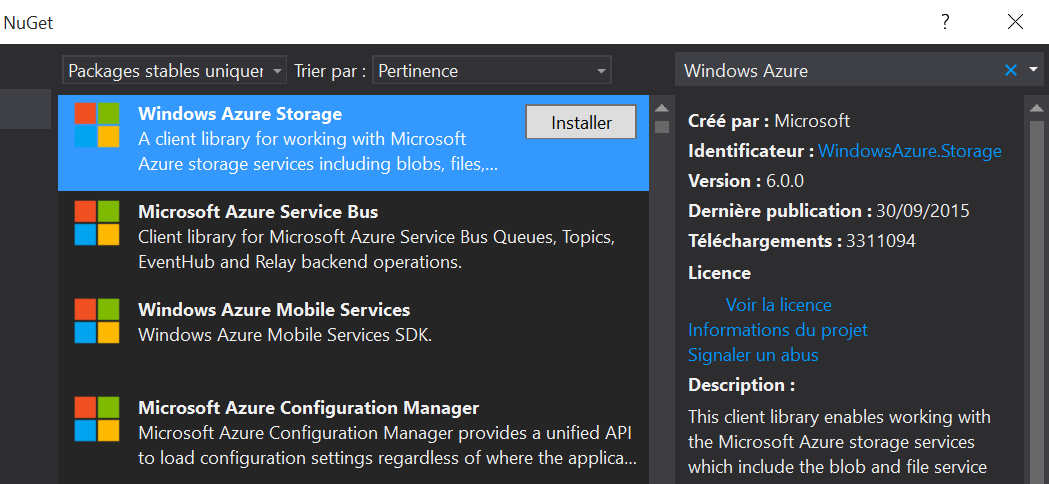 NuGet
?
Packages stables uniquer
Trier par :
Pertinence
Windows Azure
Windows Azure Storage
Installer
A client library for working with Microsoft
Azure storage services including blobs, files,...
Microsoft Azure Service Bus
Client library for Microsoft Azure Service Bus Queues, Topics,
EventHub and Relay backend operations.
Windows Azure Mobile Services
Windows Azure Mobile Services SDK.
Microsoft Azure Configuration Manager
Microsoft Azure Configuration Manager provides a unified API
to load configuration settings regardless of where the applica...
Créé par : Microsoft
Identificateur : WindowsAzure.Storage
Version : 6.0.0
Dernière publication : 30/09/2015
Téléchargements : 3311094
Licence
Voir la licence
Informations du projet
Signaler un abus
Description :
This client library enables working with
the Microsoft Azure storage services
which include the blob and file service